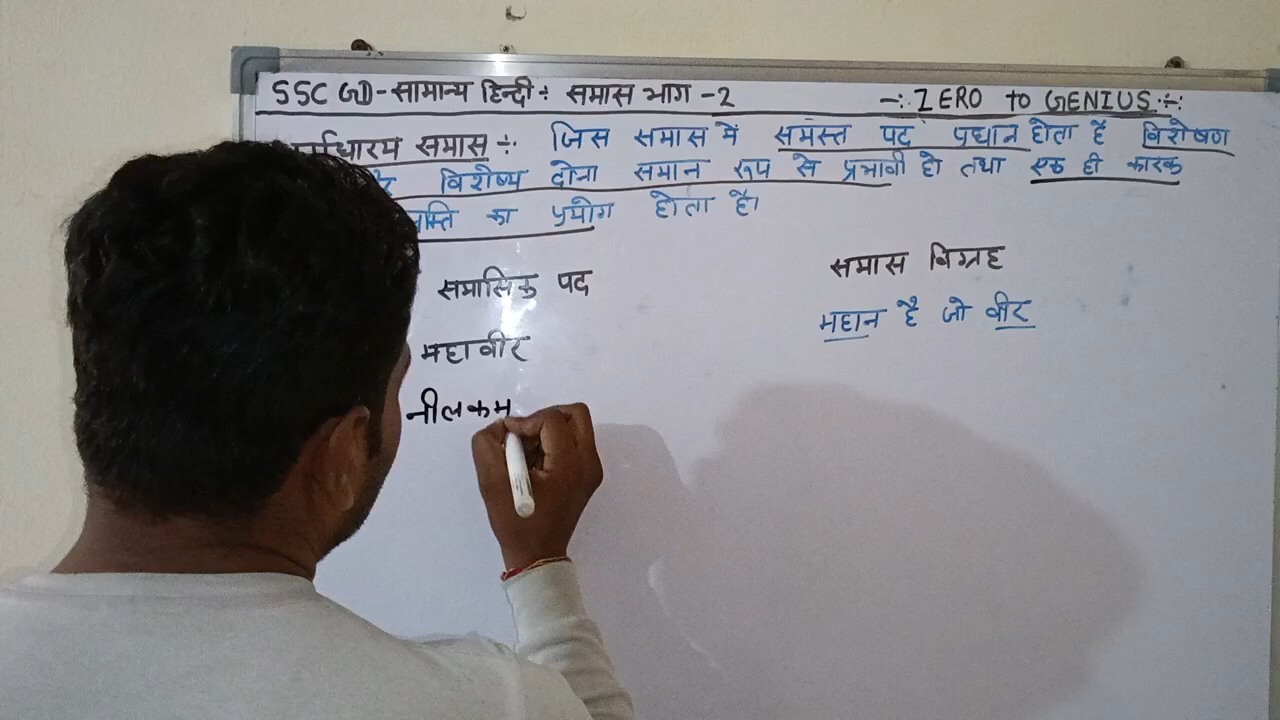 SSC GD-सामान्य हिन्दी ÷ समास भाग -2 -:. ZERO to GENIUS .:-
समास ÷ जिस समास में समस्त पद प्रधान होता है विशेषण
विशेष्य दोना समान रूप से प्रभावी हो तथा एक ही कारक
का प्रयोग होता है।
समासिक पद समास विग्रह
महावीर महान है जो वीर
नीलकम